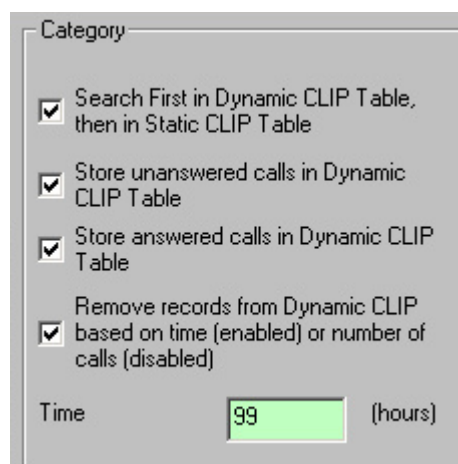 Category
Search First in Dynamic CLIP Table,
then in Static CLIP Table
Store unanswered calls in Dynamic
CLIP Table
Store answered calls in Dynamic CLIP
Table
Remove records from Dynamic CLIP
based on time (enabled) or number of
calls (disabled)
Time 99 (hours)